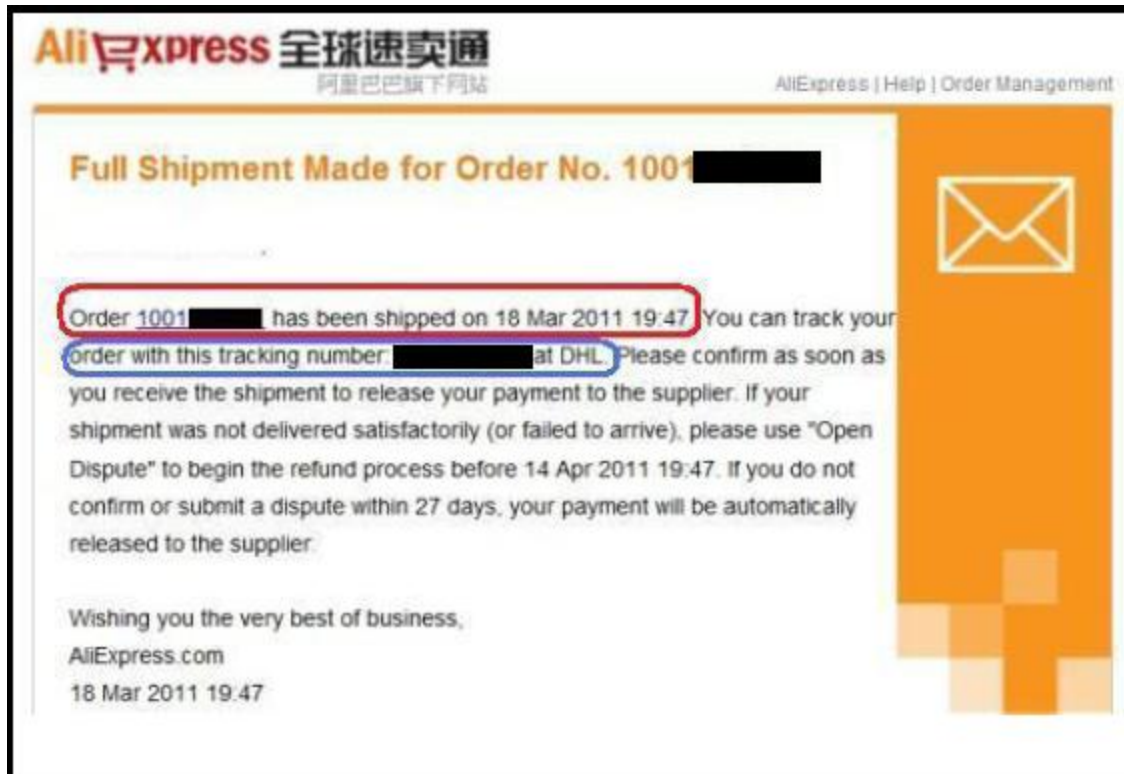 AliExpress 全球速卖通
阿里巴巴旗下网站
AliExpress | Help | Order Management
Full Shipment Made for Order No. 1001
Order 1001 has been shipped on 18 Mar 2011 19:47. You can track your
order with this tracking number: at DHL. Please confirm as soon as
you receive the shipment to release your payment to the supplier. If your
shipment was not delivered satisfactorily (or failed to arrive), please use "Open
Dispute" to begin the refund process before 14 Apr 2011 19:47. If you do not
confirm or submit a dispute within 27 days, your payment will be automatically
released to the supplier.
Wishing you the very best of business,
AliExpress.com
18 Mar 2011 19:47